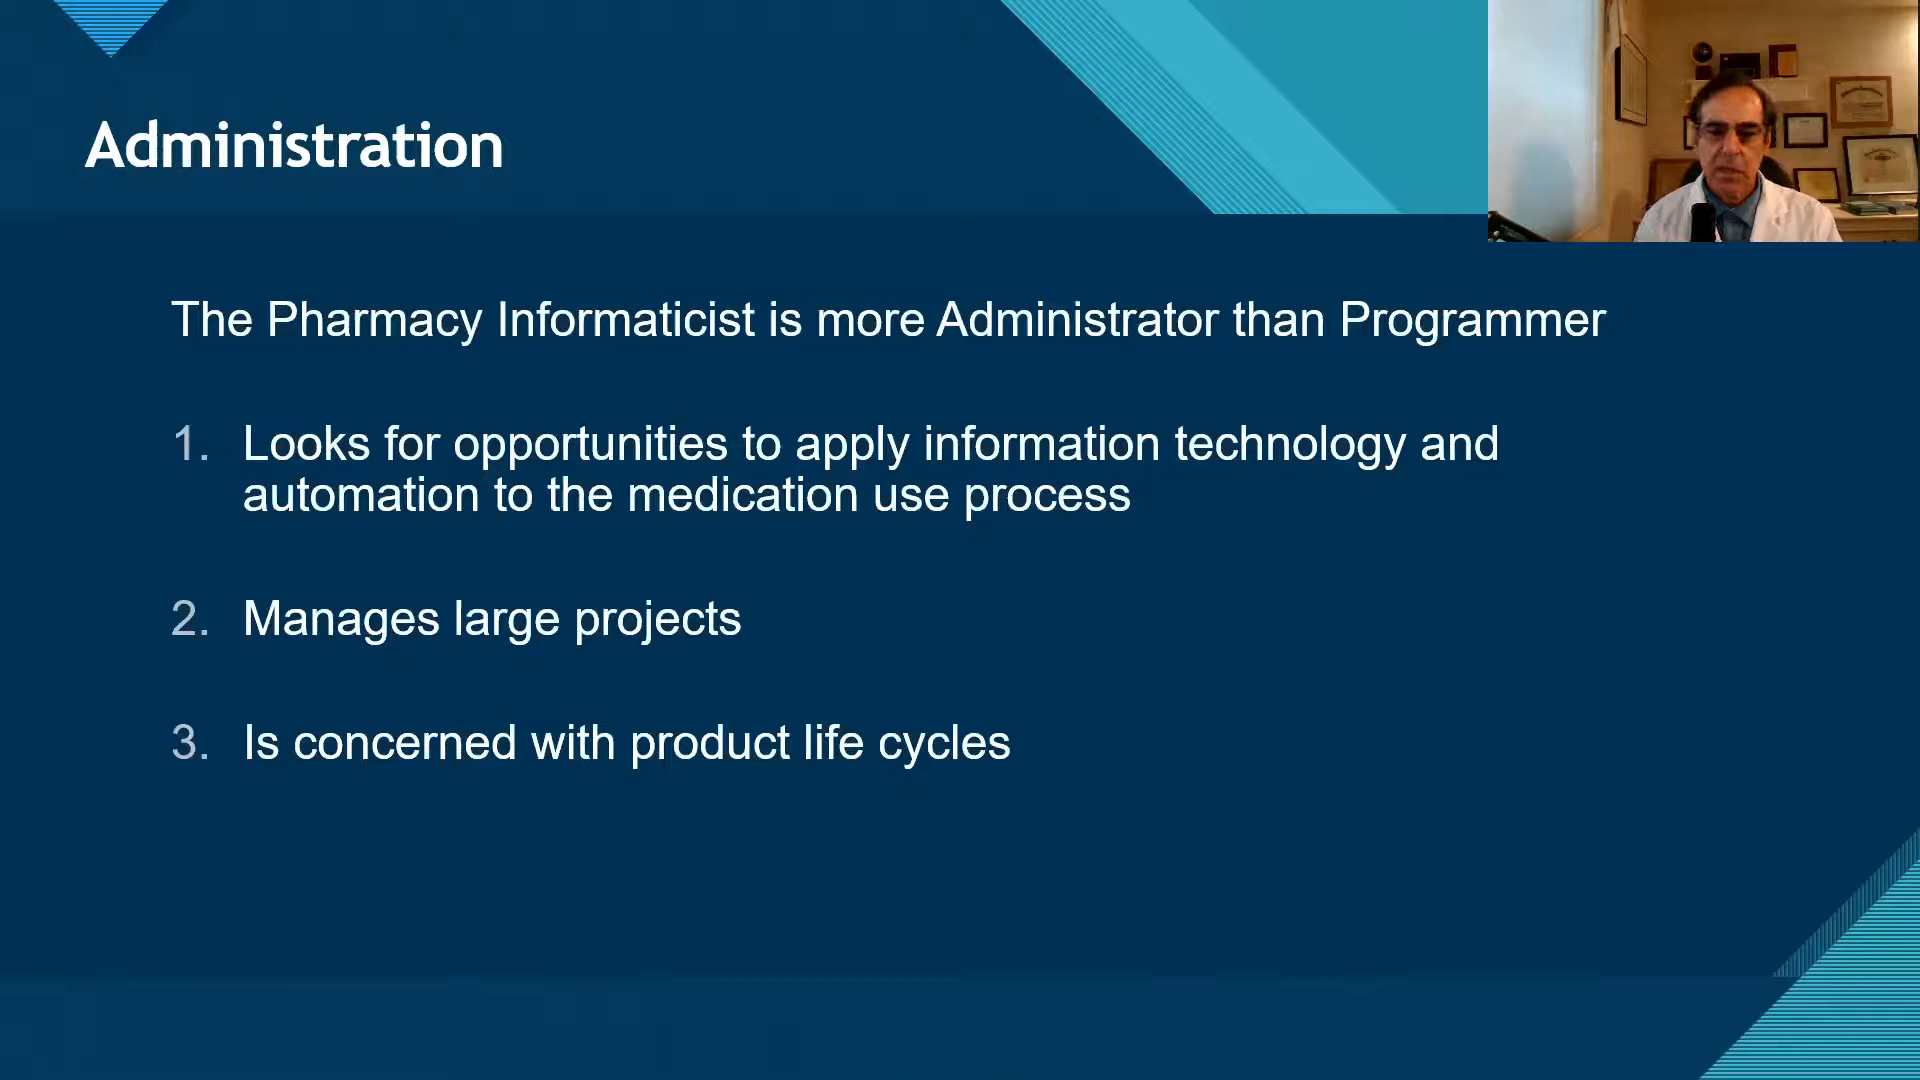 Administration
The Pharmacy Informaticist is more Administrator than Programmer
1. Looks for opportunities to apply information technology and
automation to the medication use process
2. Manages large projects
3. Is concerned with product life cycles